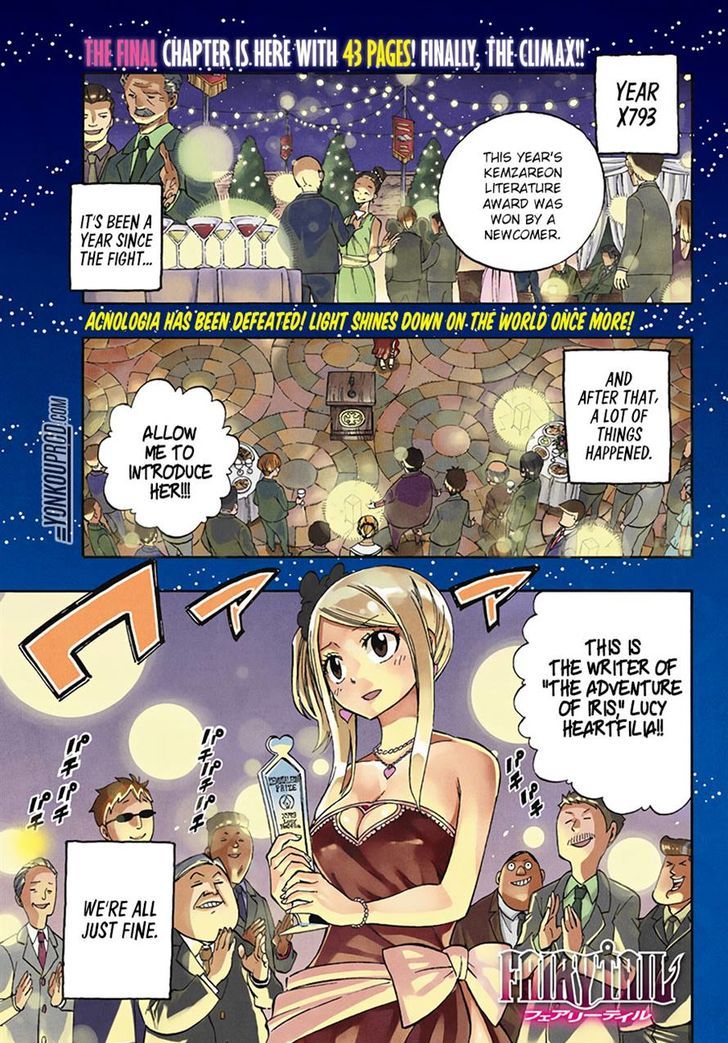 THE FINAL CHAPTER IS HERE WITH 43 PAGES! FINALLY, THE CLIMAX!!
YEAR
X793
THIS YEAR'S
KEMZAREON
LITERATURE
AWARD WAS
WON BY A
NEWCOMER.
IT'S BEEN A
YEAR SINCE
THE FIGHT...
ACNOLOGIA HAS BEEN DEFEATED! LIGHT SHINES DOWN ON THE WORLD ONCE MORE!
AND
AFTER THAT,
A LOT OF
THINGS
HAPPENED.
ALLOW
ME TO
INTRODUCE
HER!!!
YONKOUPROD.COM
ワァァ
THIS IS
THE WRITER OF
"THE ADVENTURE
OF IRIS," LUCY
HEARTFILIA!!
パチパチ
パチパチ
パチパチ
パチパチ
PRIZE
WE'RE ALL
JUST FINE.
FAIRY TAIL
フェアリーテイル